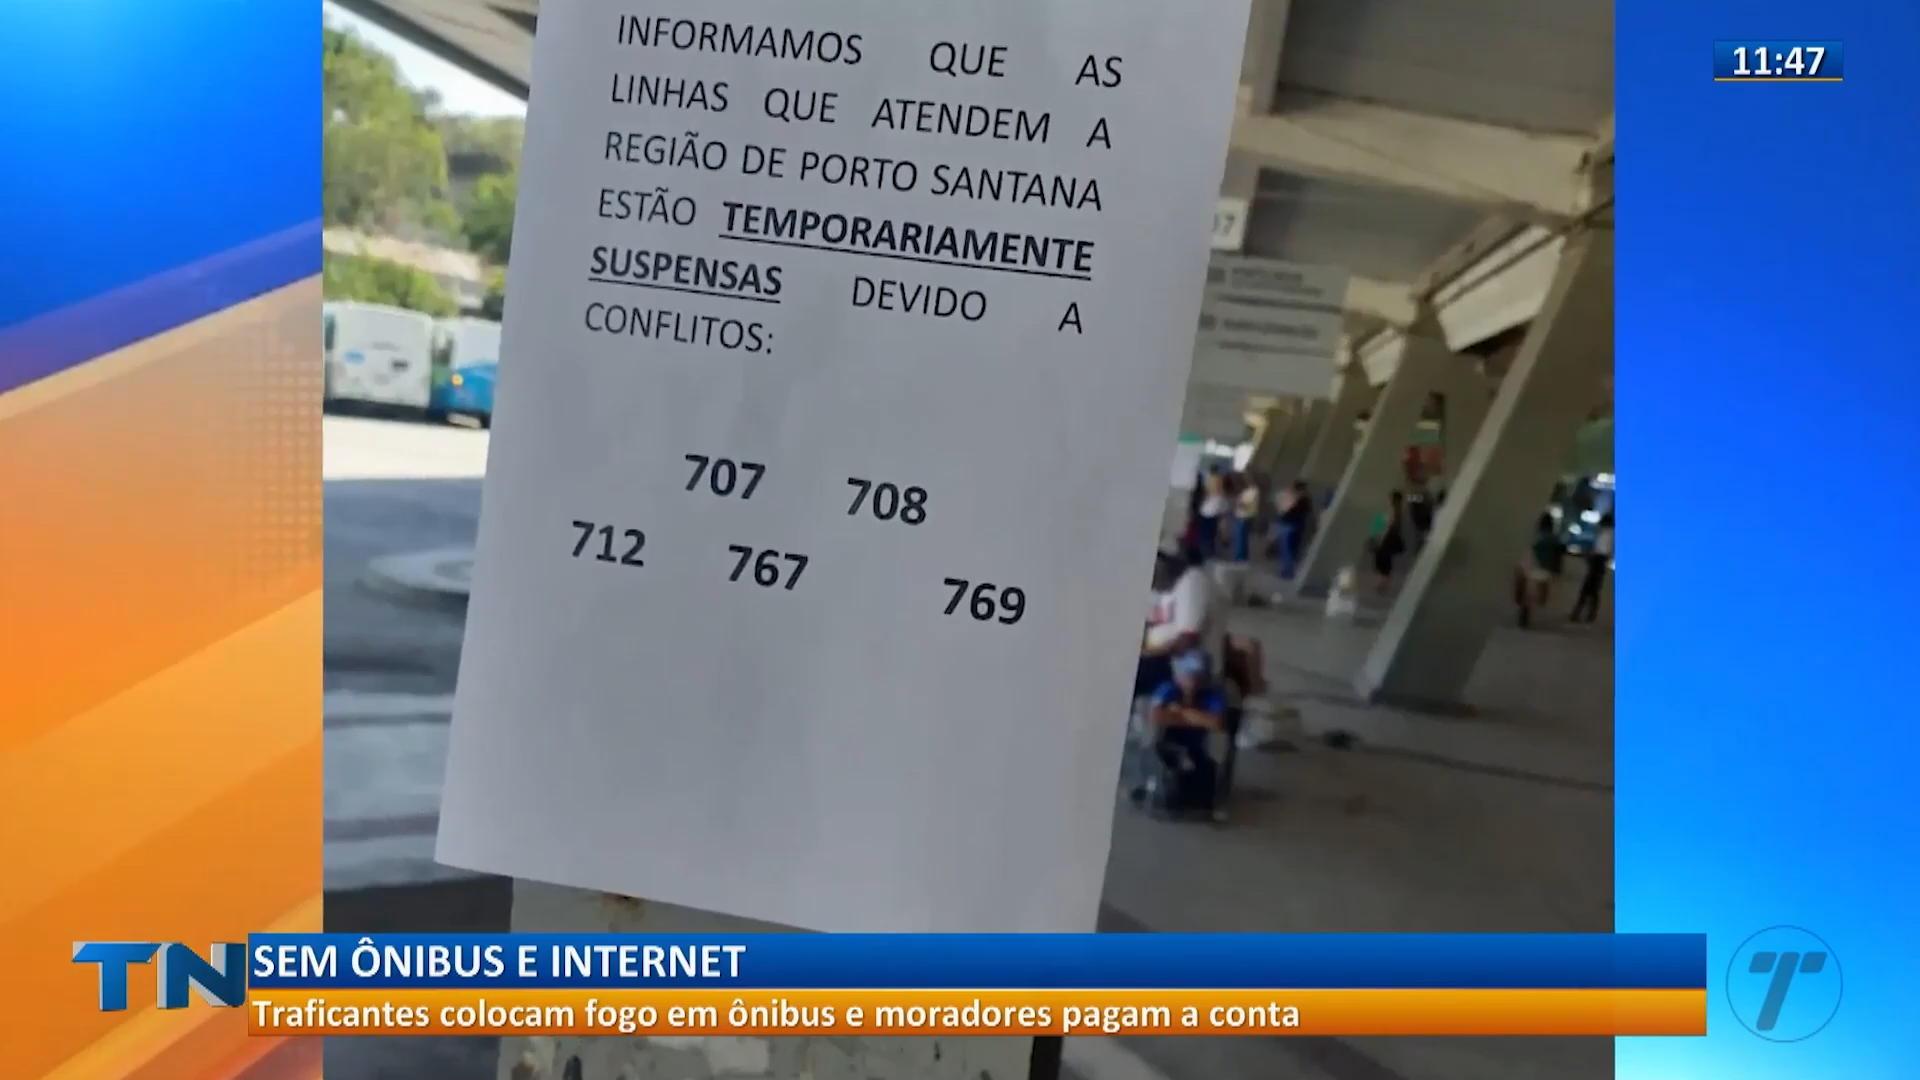 INFORMAMOS QUE AS
LINHAS QUE ATENDEM A
REGIÃO DE PORTO SANTANA
ESTÃO TEMPORARIAMENTE
SUSPENSAS DEVIDO A
CONFLITOS:
707 708
712 767 769
11:47
TN SEM ÔNIBUS E INTERNET
Traficantes colocam fogo em ônibus e moradores pagam a conta